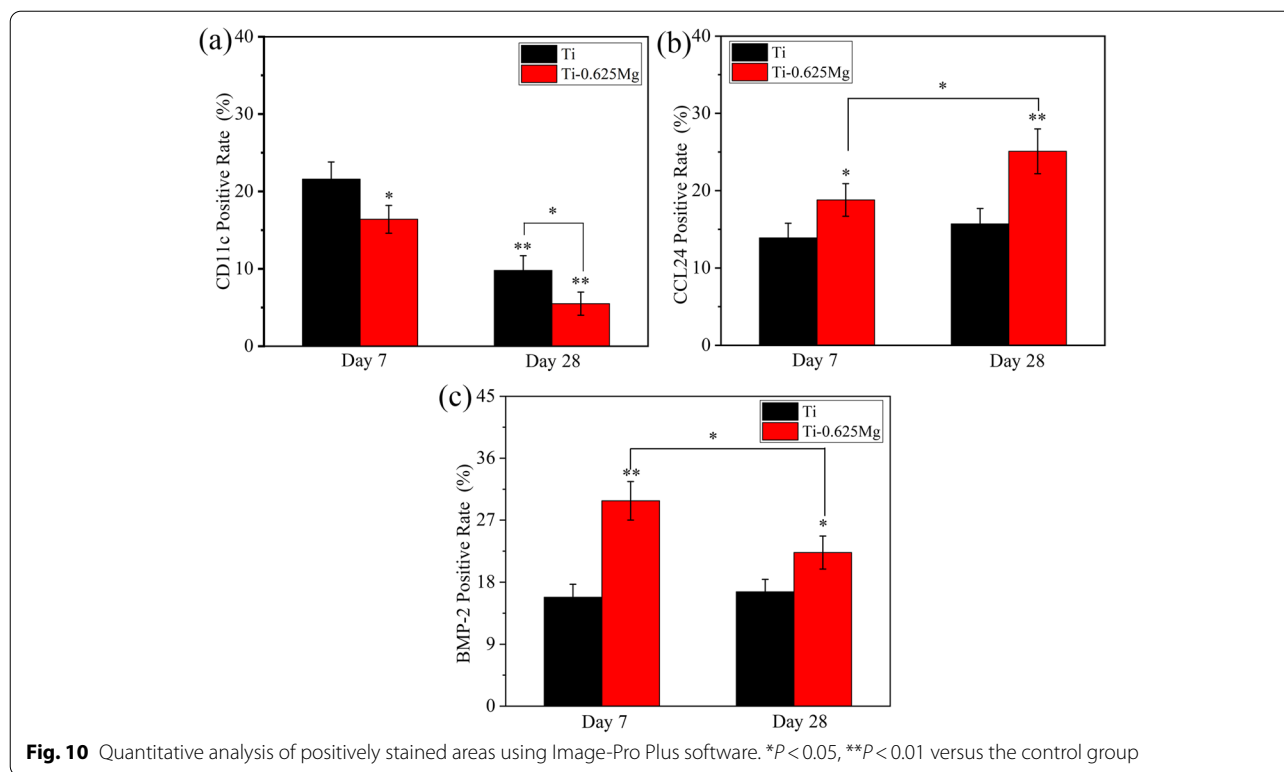 (a)
40
30
20
10
0
CD11c Positive Rate (%)
Ti
Ti-0.625Mg
*
**
*
**
Day 7
Day 28
(b)
40
30
20
10
0
CCL24 Positive Rate (%)
Ti
Ti-0.625Mg
*
*
**
Day 7
Day 28
(c)
45
36
27
18
9
0
BMP-2 Positive Rate (%)
Ti
Ti-0.625Mg
*
**
*
Day 7
Day 28
Fig. 10 Quantitative analysis of positively stained areas using Image-Pro Plus software. *P < 0.05, **P < 0.01 versus the control group